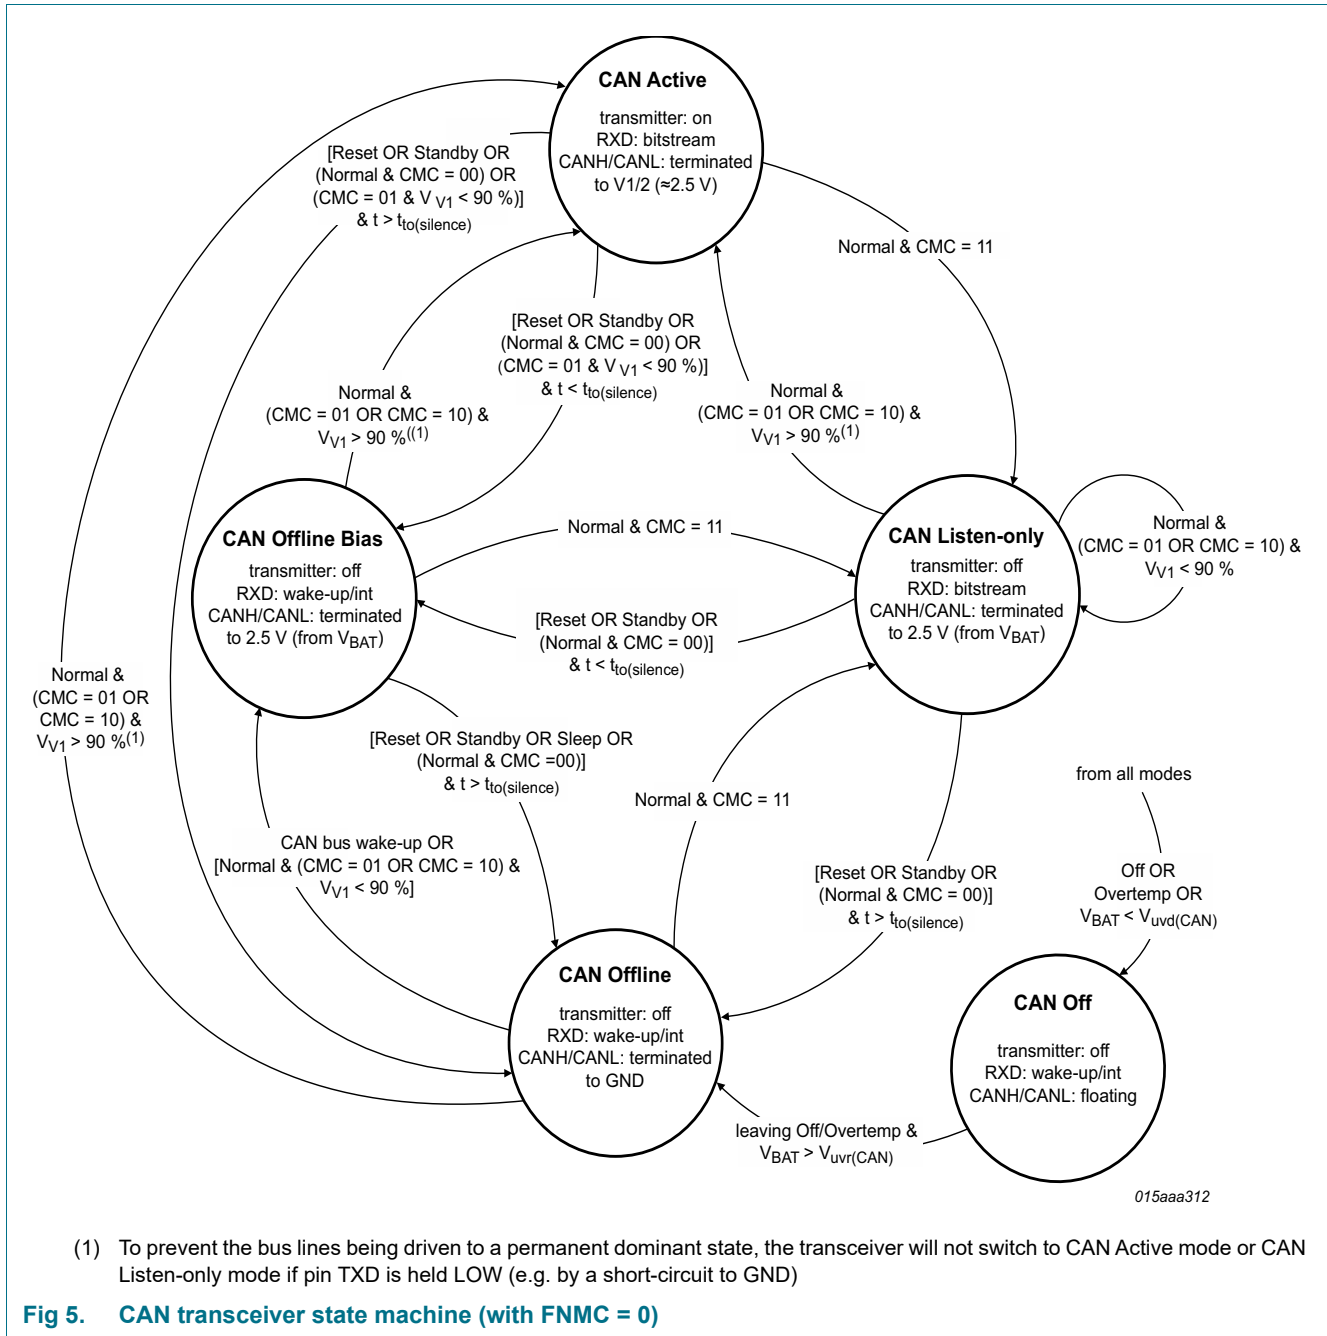 CAN Active
transmitter: on
RXD: bitstream
CANH/CANL: terminated
to V1/2 (≈2.5 V)
[Reset OR Standby OR
(Normal & CMC = 00) OR
(CMC = 01 & V V1 < 90 %)]
& t > tto(silence)
Normal & CMC = 11
[Reset OR Standby OR
(Normal & CMC = 00) OR
(CMC = 01 & V V1 < 90 %)]
& t < tto(silence)
Normal &
(CMC = 01 OR CMC = 10) &
VV1 > 90 %((1)
Normal &
(CMC = 01 OR CMC = 10) &
VV1 > 90 %(1)
CAN Offline Bias
transmitter: off
RXD: wake-up/int
CANH/CANL: terminated
to 2.5 V (from VBAT)
Normal & CMC = 11
CAN Listen-only
transmitter: off
RXD: bitstream
CANH/CANL: terminated
to 2.5 V (from VBAT)
Normal &
(CMC = 01 OR CMC = 10) &
VV1 < 90 %
[Reset OR Standby OR
(Normal & CMC = 00)]
& t < tto(silence)
Normal &
(CMC = 01 OR
CMC = 10) &
VV1 > 90 %(1)
[Reset OR Standby OR Sleep OR
(Normal & CMC =00)]
& t > tto(silence)
Normal & CMC = 11
from all modes
CAN bus wake-up OR
[Normal & (CMC = 01 OR CMC = 10) &
VV1 < 90 %]
[Reset OR Standby OR
(Normal & CMC = 00)]
& t > tto(silence)
Off OR
Overtemp OR
VBAT < Vuvd(CAN)
CAN Offline
transmitter: off
RXD: wake-up/int
CANH/CANL: terminated
to GND
CAN Off
transmitter: off
RXD: wake-up/int
CANH/CANL: floating
leaving Off/Overtemp &
VBAT > Vuvr(CAN)
015aaa312
(1) To prevent the bus lines being driven to a permanent dominant state, the transceiver will not switch to CAN Active mode or CAN
Listen-only mode if pin TXD is held LOW (e.g. by a short-circuit to GND)
Fig 5. CAN transceiver state machine (with FNMC = 0)